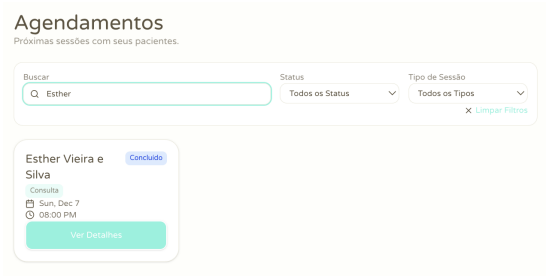 Agendamentos
Próximas sessões com seus pacientes.
Buscar
Status
Tipo de Sessão
Esther
Todos os Status
Todos os Tipos
Limpar Filtros
Esther Vieira e
Silva
Concluído
Consulta
Sun, Dec 7
08:00 PM
Ver Detalhes